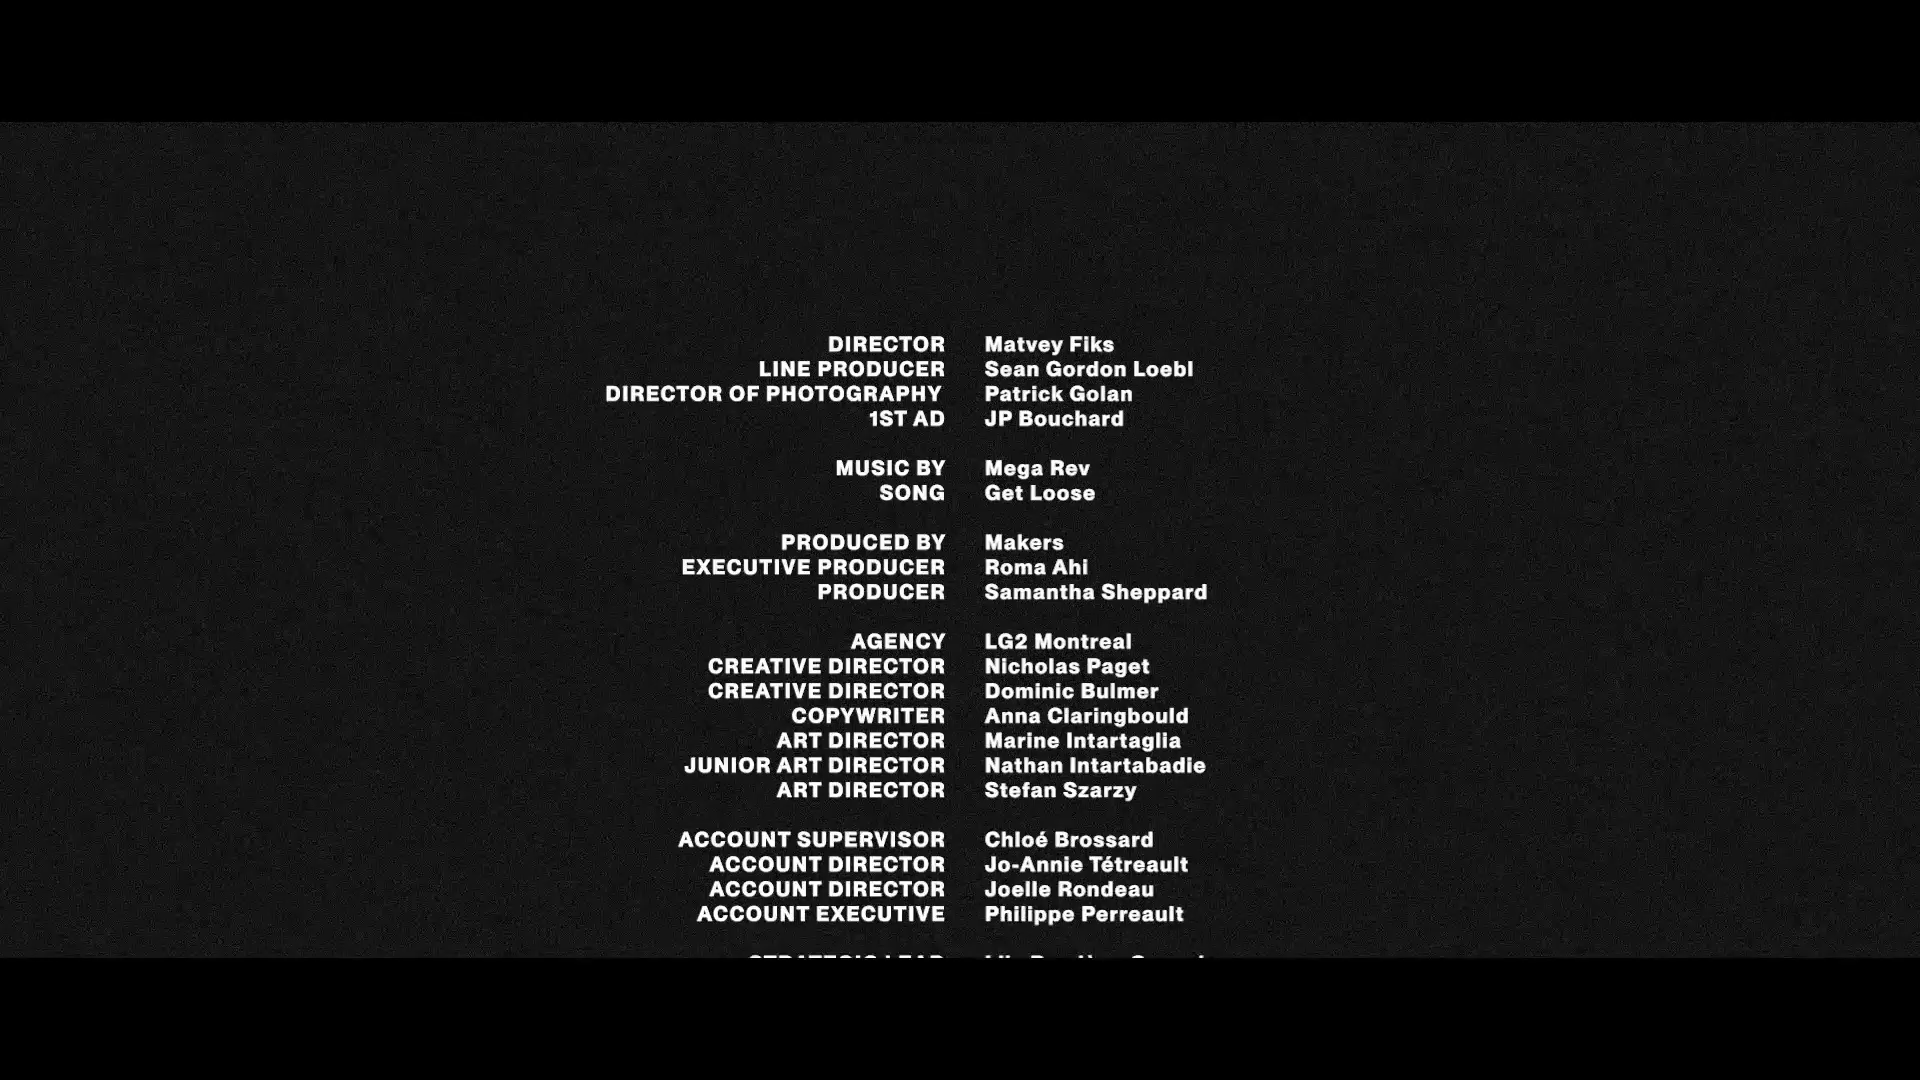 DIRECTOR Matvey Fiks
LINE PRODUCER Sean Gordon Loebl
DIRECTOR OF PHOTOGRAPHY Patrick Golan
1ST AD JP Bouchard
MUSIC BY Mega Rev
SONG Get Loose
PRODUCED BY Makers
EXECUTIVE PRODUCER Roma Ahi
PRODUCER Samantha Sheppard
AGENCY LG2 Montreal
CREATIVE DIRECTOR Nicholas Paget
CREATIVE DIRECTOR Dominic Bulmer
COPYWRITER Anna Claringbould
ART DIRECTOR Marine Intartaglia
JUNIOR ART DIRECTOR Nathan Intartabadie
ART DIRECTOR Stefan Szarzy
ACCOUNT SUPERVISOR Chloé Brossard
ACCOUNT DIRECTOR Jo-Annie Tétreault
ACCOUNT DIRECTOR Joelle Rondeau
ACCOUNT EXECUTIVE Philippe Perreault
STRATEGIC LEAD